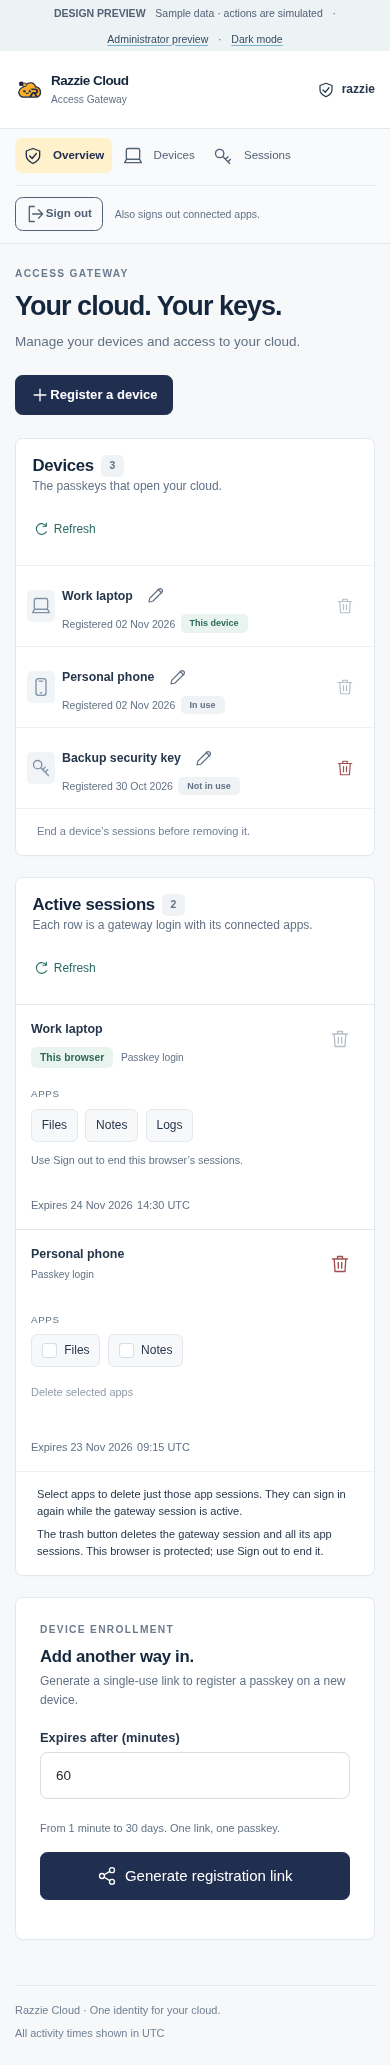 DESIGN PREVIEW Sample data · actions are simulated ·
Administrator preview · Dark mode
Razzie Cloud
Access Gateway
razzie
Overview Devices Sessions
Sign out Also signs out connected apps.
ACCESS GATEWAY
Your cloud. Your keys.
Manage your devices and access to your cloud.
Register a device
Devices 3
The passkeys that open your cloud.
Refresh
Work laptop
Registered 02 Nov 2026 This device
Personal phone
Registered 02 Nov 2026 In use
Backup security key
Registered 30 Oct 2026 Not in use
End a device's sessions before removing it.
Active sessions 2
Each row is a gateway login with its connected apps.
Refresh
Work laptop
This browser Passkey login
APPS
Files Notes Logs
Use Sign out to end this browser's sessions.
Expires 24 Nov 2026 14:30 UTC
Personal phone
Passkey login
APPS
Files Notes
Delete selected apps
Expires 23 Nov 2026 09:15 UTC
Select apps to delete just those app sessions. They can sign in
again while the gateway session is active.
The trash button deletes the gateway session and all its app
sessions. This browser is protected; use Sign out to end it.
DEVICE ENROLLMENT
Add another way in.
Generate a single-use link to register a passkey on a new
device.
Expires after (minutes)
60
From 1 minute to 30 days. One link, one passkey.
Generate registration link
Razzie Cloud · One identity for your cloud.
All activity times shown in UTC